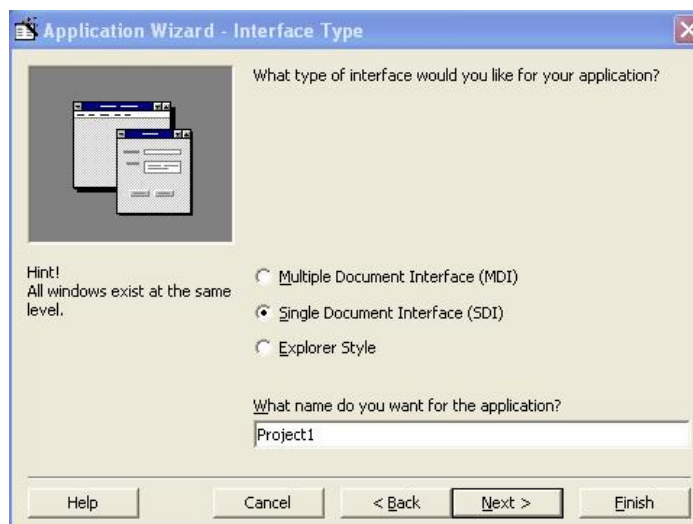 Application Wizard - Interface Type
What type of interface would you like for your application?
Hint!
All windows exist at the same
level.
Multiple Document Interface (MDI)
Single Document Interface (SDI)
Explorer Style
What name do you want for the application?
Project1
Help
Cancel
< Back
Next >
Finish